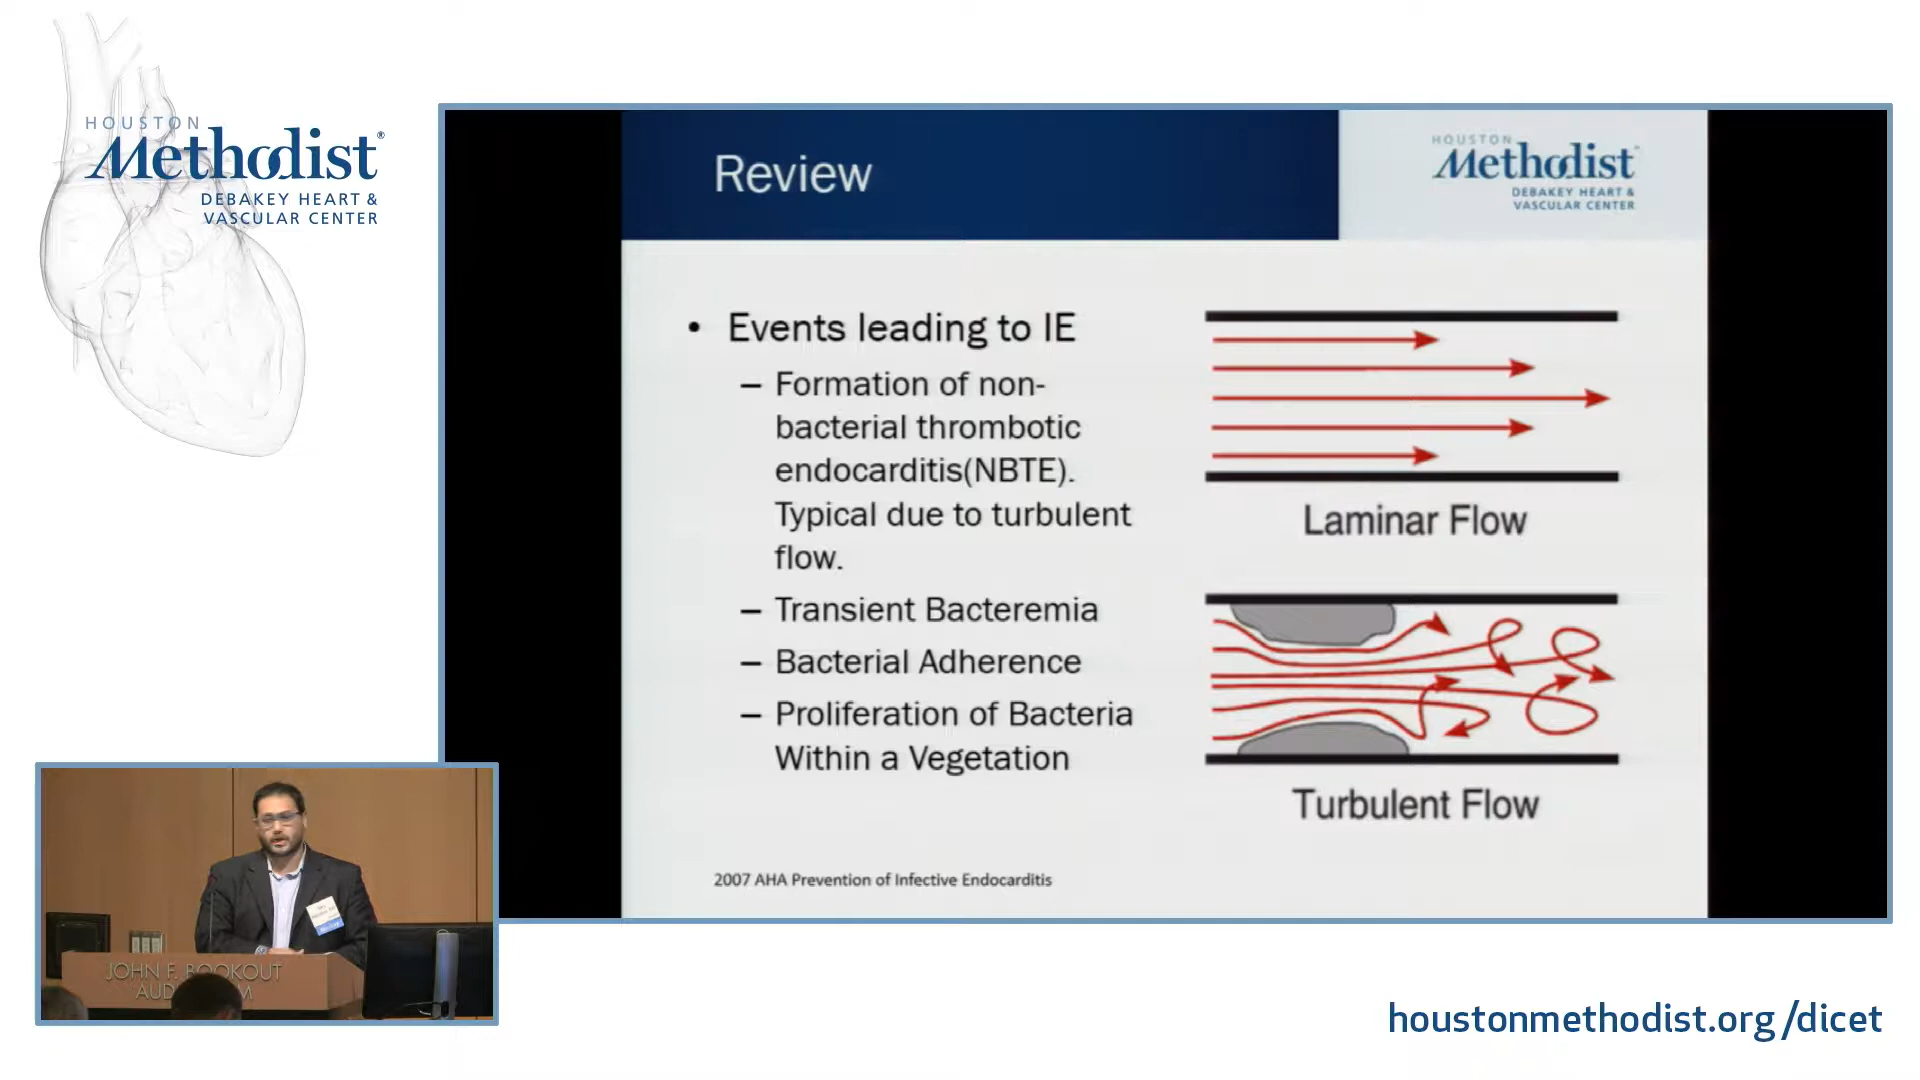 HOUSTON
Methodist®
DEBAKEY HEART &
VASCULAR CENTER
Review
HOUSTON
Methodist
DEBAKEY HEART &
VASCULAR CENTER
• Events leading to IE
– Formation of non-
bacterial thrombotic
endocarditis(NBTE).
Typical due to turbulent
flow.
– Transient Bacteremia
– Bacterial Adherence
– Proliferation of Bacteria
Within a Vegetation
Laminar Flow
Turbulent Flow
2007 AHA Prevention of Infective Endocarditis
JOHN F. BOOKOUT
houstonmethodist.org/dicet